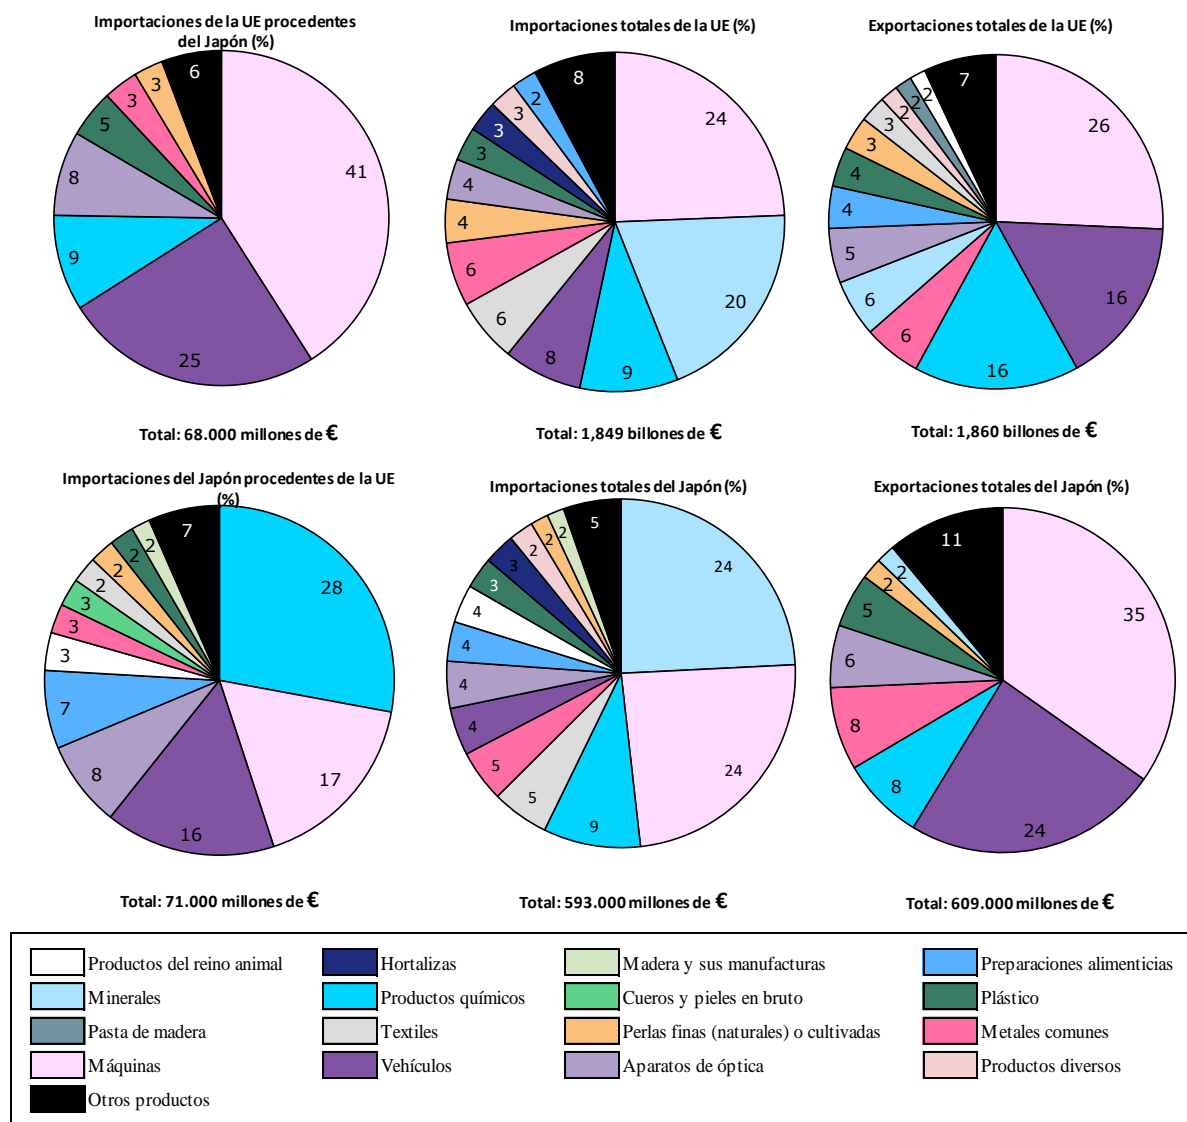 Importaciones de la UE procedentes
del Japón (%)
6
3
3
5
8
9
25
41
Total: 68.000 millones de €
Importaciones totales de la UE (%)
8
2
3
3
3
4
4
6
6
8
9
20
24
Total: 1,849 billones de €
Exportaciones totales de la UE (%)
7
2
2
2
3
3
4
4
5
6
6
16
16
26
Total: 1,860 billones de €
Importaciones del Japón procedentes de la UE
(%)
7
2
2
2
2
3
3
3
7
8
16
17
28
Total: 71.000 millones de €
Importaciones totales del Japón (%)
5
2
2
2
3
3
4
4
4
4
5
5
9
24
24
Total: 593.000 millones de €
Exportaciones totales del Japón (%)
11
2
2
5
6
8
8
24
35
Total: 609.000 millones de €
Productos del reino animal
Hortalizas
Madera y sus manufacturas
Preparaciones alimenticias
Minerales
Productos químicos
Cueros y pieles en bruto
Plástico
Pasta de madera
Textiles
Perlas finas (naturales) o cultivadas
Metales comunes
Máquinas
Vehículos
Aparatos de óptica
Productos diversos
Otros productos